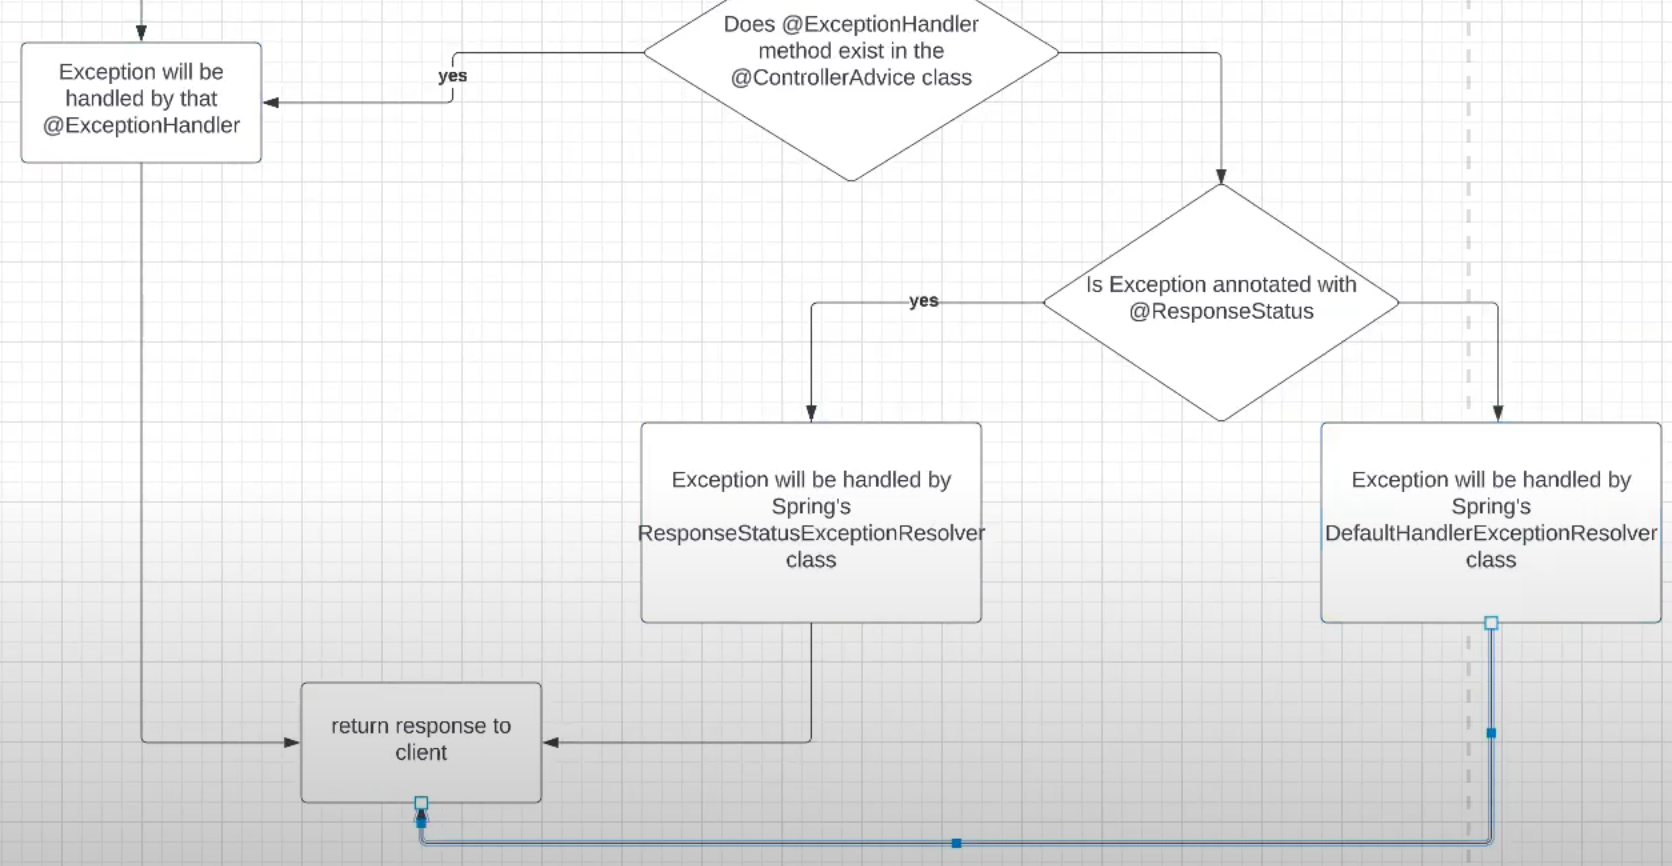 Does @ExceptionHandler
method exist in the
@ControllerAdvice class
yes
Exception will be
handled by that
@ExceptionHandler
Is Exception annotated with
@ResponseStatus
yes
Exception will be handled by
Spring's
ResponseStatusExceptionResolver
class
Exception will be handled by
Spring's
DefaultHandlerExceptionResolver
class
return response to
client